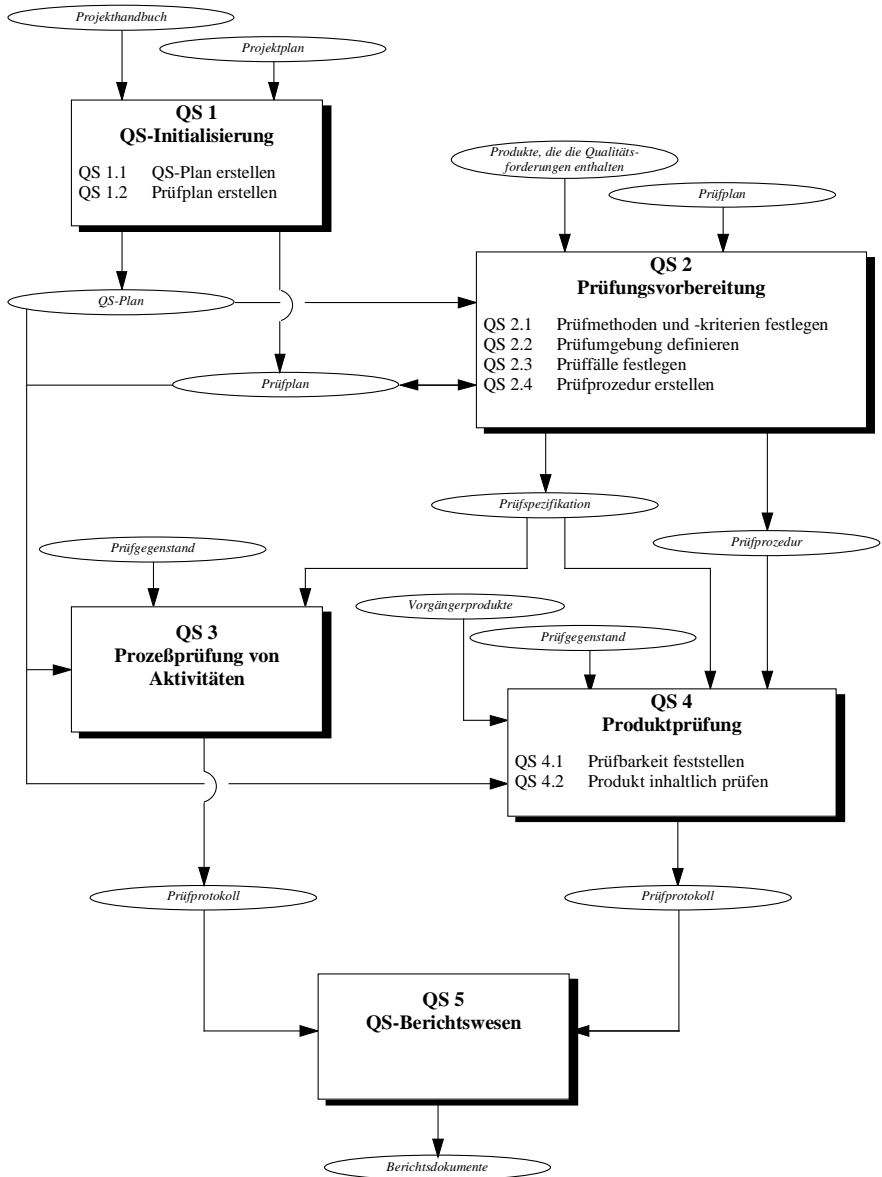 Projekthandbuch
Projektplan
QS 1
QS-Initialisierung
QS 1.1 QS-Plan erstellen
QS 1.2 Prüfplan erstellen
Produkte, die die Qualitäts-
forderungen enthalten
Prüfplan
QS 2
Prüfungsvorbereitung
QS-Plan
QS 2.1 Prüfmethoden und -kriterien festlegen
QS 2.2 Prüfumgebung definieren
QS 2.3 Prüffälle festlegen
QS 2.4 Prüfprozedur erstellen
Prüfplan
Prüfspezifikation
Prüfgegenstand
Prüfprozedur
Vorgängerprodukte
Prüfgegenstand
QS 3
Prozeßprüfung von
Aktivitäten
QS 4
Produktprüfung
QS 4.1 Prüfbarkeit feststellen
QS 4.2 Produkt inhaltlich prüfen
Prüfprotokoll
Prüfprotokoll
QS 5
QS-Berichtswesen
Berichtsdokumente